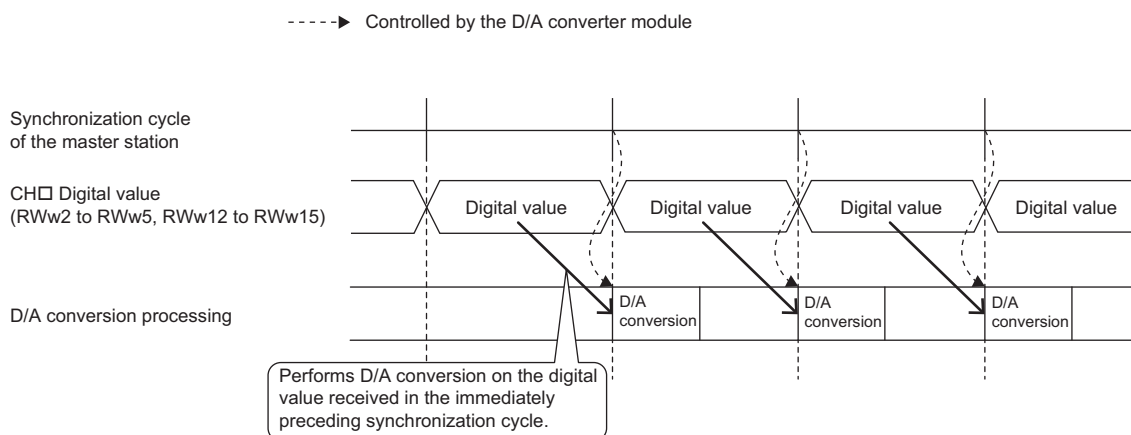 Controlled by the D/A converter module
Synchronization cycle
of the master station
CH□ Digital value
(RWw2 to RWw5, RWw12 to RWw15)
Digital value
Digital value
Digital value
Digital value
D/A conversion processing
D/A
conversion
D/A
conversion
D/A
conversion
Performs D/A conversion on the digital
value received in the immediately
preceding synchronization cycle.